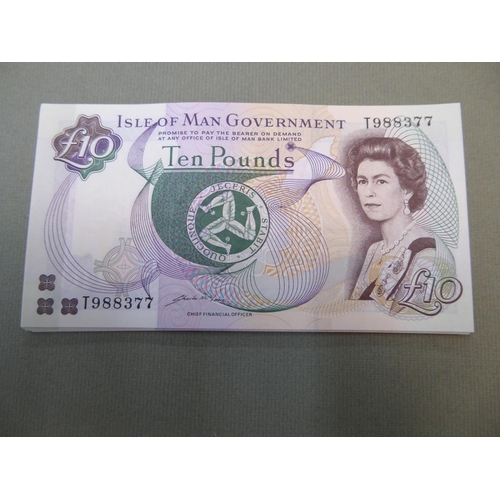 £10
ISLE OF MAN GOVERNMENT
T988377
PROMISE TO PAY THE BEARER ON DEMAND
AT ANY OFFICE OF ISLE OF MAN BANK LIMITED
TEN POUNDS
QUOCUNQUE JECERIS STABIT
T988377
CHIEF FINANCIAL OFFICER
£10